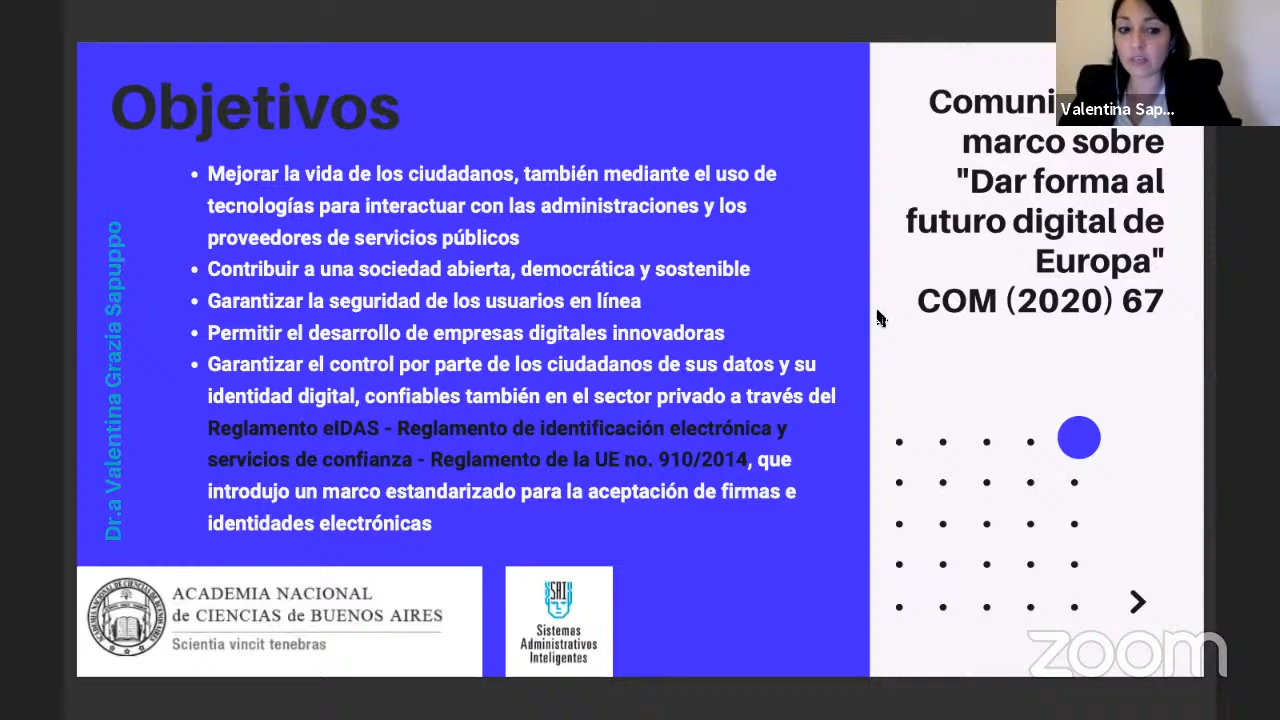 Objetivos
• Mejorar la vida de los ciudadanos, también mediante el uso de
tecnologías para interactuar con las administraciones y los
proveedores de servicios públicos
• Contribuir a una sociedad abierta, democrática y sostenible
• Garantizar la seguridad de los usuarios en línea
• Permitir el desarrollo de empresas digitales innovadoras
• Garantizar el control por parte de los ciudadanos de sus datos y su
identidad digital, confiables también en el sector privado a través del
Reglamento eIDAS - Reglamento de identificación electrónica y
servicios de confianza - Reglamento de la UE no. 910/2014, que
introdujo un marco estandarizado para la aceptación de firmas e
identidades electrónicas
Dr.a Valentina Grazia Sapuppo
Comuni
marco sobre
"Dar forma al
futuro digital de
Europa"
COM (2020) 67
Valentina Sap...
ACADEMIA NACIONAL
de CIENCIAS de BUENOS AIRES
Scientia vincit tenebras
SAI
Sistemas
Administrativos
Inteligentes
zoom